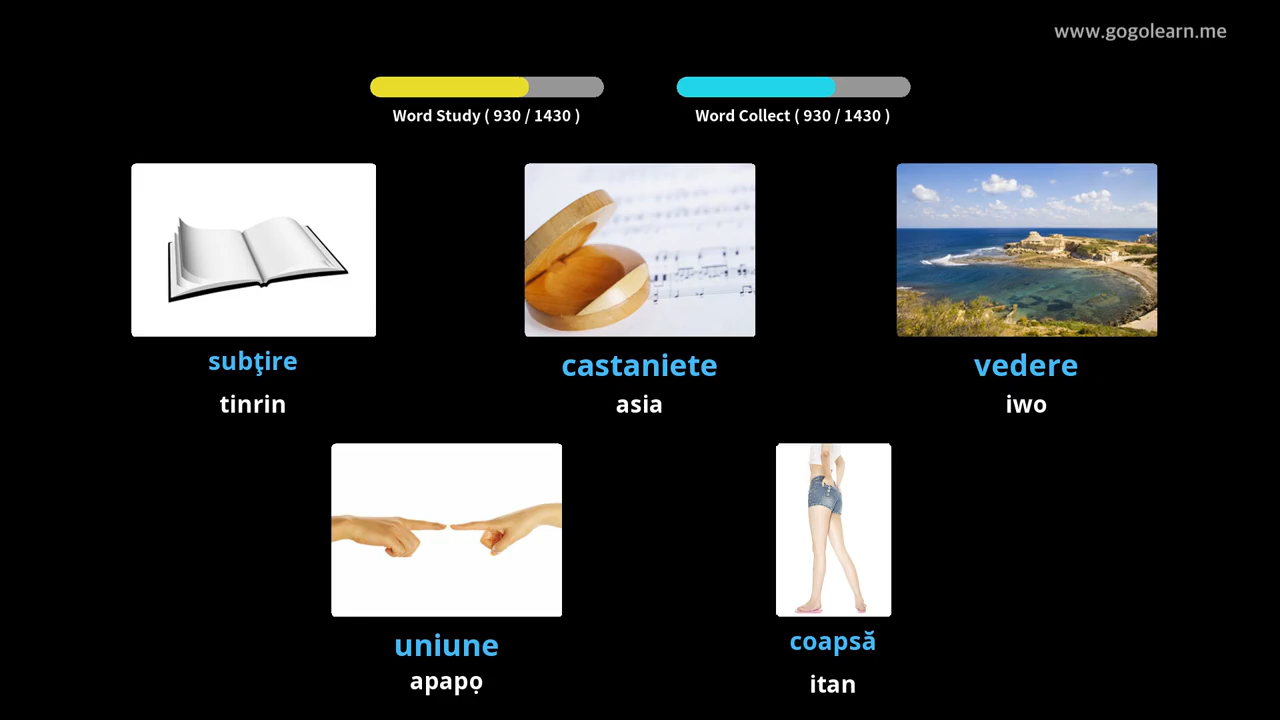 www.gogolearn.me
Word Study ( 930 / 1430 )
Word Collect ( 930 / 1430 )
subţire
tinrin
castaniete
asia
vedere
iwo
uniune
apapọ
coapsă
itan